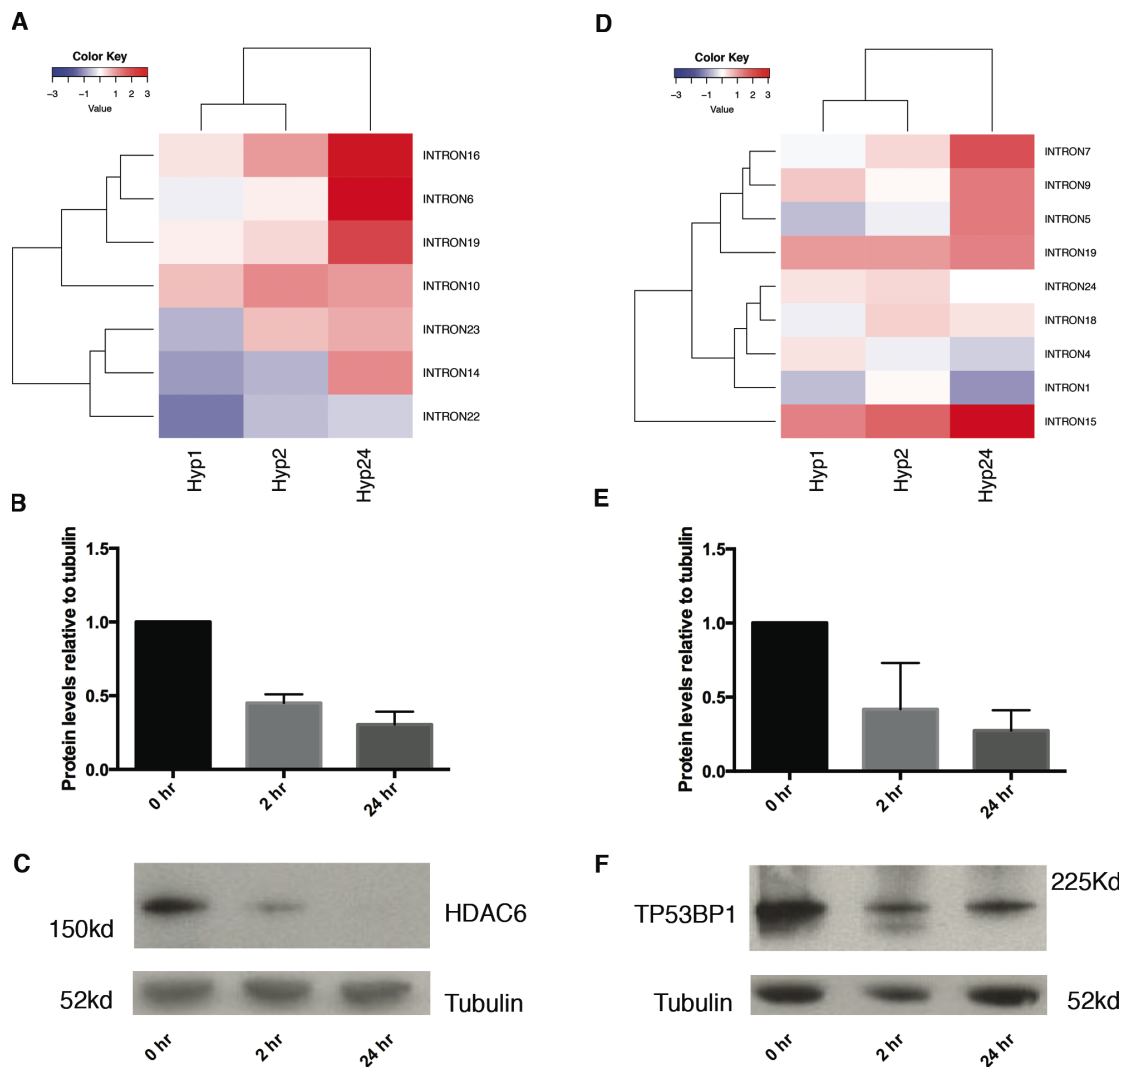 A
Color Key
−3 −1 1 2 3
Value
INTRON16
INTRON6
INTRON19
INTRON10
INTRON23
INTRON14
INTRON22
Hyp1
Hyp2
Hyp24
D
Color Key
−3 −1 1 2 3
Value
INTRON7
INTRON9
INTRON5
INTRON19
INTRON24
INTRON18
INTRON4
INTRON1
INTRON15
Hyp1
Hyp2
Hyp24
B
Protein levels relative to tubulin
1.5
1.0
0.5
0.0
0 hr
2 hr
24 hr
E
Protein levels relative to tubulin
1.5
1.0
0.5
0.0
0 hr
2 hr
24 hr
C
150kd
HDAC6
52kd
Tubulin
0 hr
2 hr
24 hr
F
225Kd
TP53BP1
Tubulin
52kd
0 hr
2 hr
24 hr